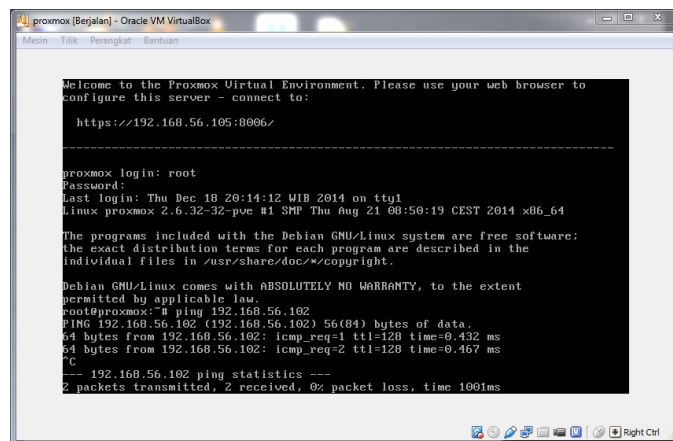 proxmox [Berjalan] - Oracle VM VirtualBox
Mesin Tilik Perangkat Bantuan
Welcome to the Proxmox Virtual Environment. Please use your web browser to
configure this server - connect to:
https://192.168.56.105:8006/
------------------------------------------------------------------------------
proxmox login: root
Password:
Last login: Thu Dec 18 20:14:12 WIB 2014 on tty1
Linux proxmox 2.6.32-32-pve #1 SMP Thu Aug 21 08:50:19 CEST 2014 x86_64
The programs included with the Debian GNU/Linux system are free software;
the exact distribution terms for each program are described in the
individual files in /usr/share/doc/*/copyright.
Debian GNU/Linux comes with ABSOLUTELY NO WARRANTY, to the extent
permitted by applicable law.
root@proxmox:~# ping 192.168.56.102
PING 192.168.56.102 (192.168.56.102) 56(84) bytes of data.
64 bytes from 192.168.56.102: icmp_req=1 ttl=128 time=0.432 ms
64 bytes from 192.168.56.102: icmp_req=2 ttl=128 time=0.467 ms
^C
--- 192.168.56.102 ping statistics ---
2 packets transmitted, 2 received, 0% packet loss, time 1001ms
Right Ctrl